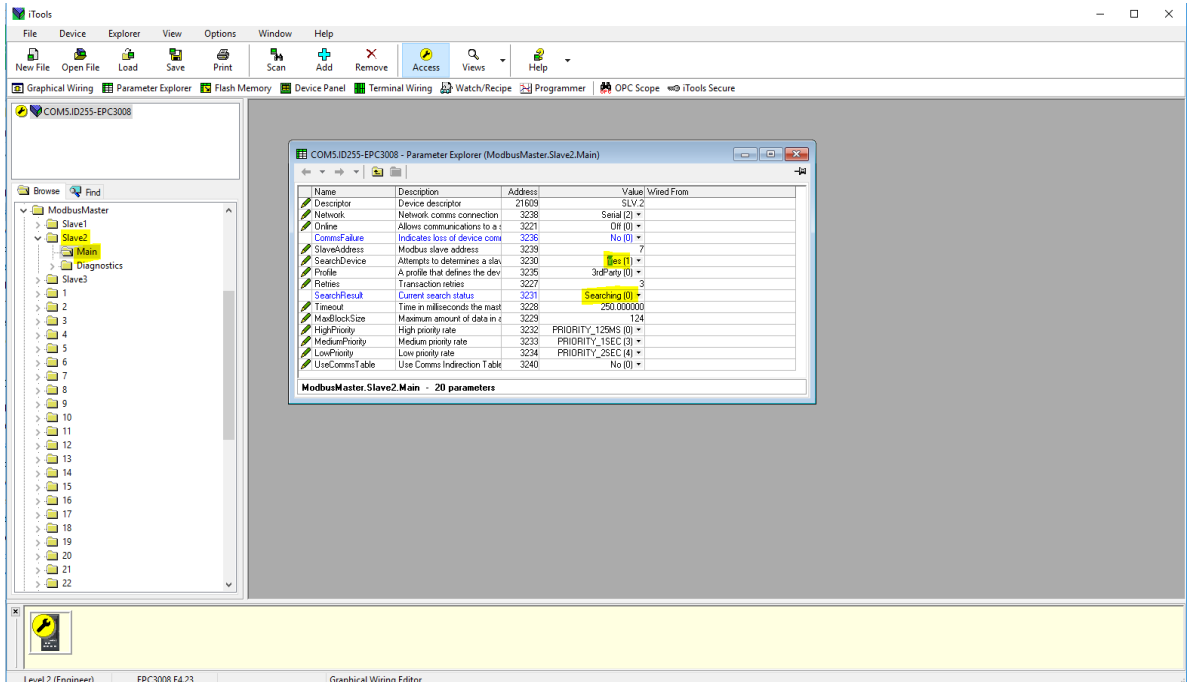 iTools
File Device Explorer View Options Window Help
New File Open File Load Save Print Scan Add Remove Access Views Help
Graphical Wiring Parameter Explorer Flash Memory Device Panel Terminal Wiring Watch/Recipe Programmer OPC Scope iTools Secure
COM5.ID255-EPC3008
Browse Find
ModbusMaster
Slave1
Slave2
Main
Diagnostics
Slave3
1
2
3
4
5
6
7
8
9
10
11
12
13
14
15
16
17
18
19
20
21
22
COM5.ID255-EPC3008 - Parameter Explorer (ModbusMaster.Slave2.Main)
Name Description Address Value Wired From
Descriptor Device descriptor 21609 SLV.2
Network Network comms connection 3238 Serial (2)
Online Allows communications to a s 3221 Off (0)
CommsFailure Indicates loss of device comm 3236 No (0)
SlaveAddress Modbus slave address 3239 7
SearchDevice Attempts to determines a slav 3230 Yes (1)
Profile A profile that defines the dev 3235 3rdParty (0)
Retries Transaction retries 3227 3
SearchResult Current search status 3231 Searching (0)
Timeout Time in milliseconds the mast 3228 250.000000
MaxBlockSize Maximum amount of data in a 3229 124
HighPriority High priority rate 3232 PRIORITY_125MS (0)
MediumPriority Medium priority rate 3233 PRIORITY_1SEC (3)
LowPriority Low priority rate 3234 PRIORITY_2SEC (4)
UseCommsTable Use Comms Indirection Table 3240 No (0)
ModbusMaster.Slave2.Main - 20 parameters
Level 2 (Engineer) EPC3008 E4.23 Graphical Wiring Editor